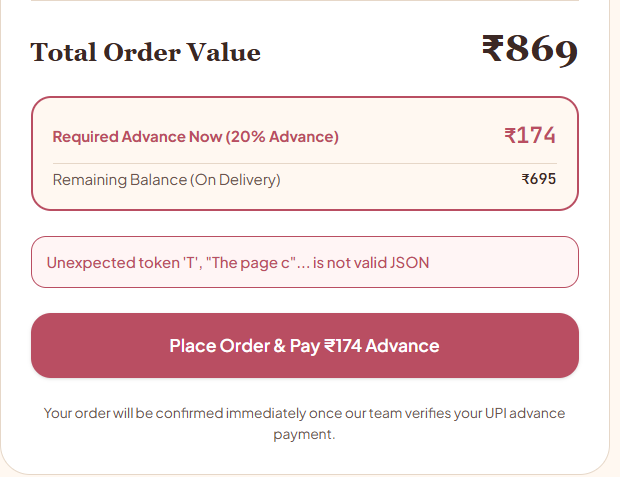 Total Order Value
₹869
Required Advance Now (20% Advance)
₹174
Remaining Balance (On Delivery)
₹695
Unexpected token 'T', "The page c"... is not valid JSON
Place Order & Pay ₹174 Advance
Your order will be confirmed immediately once our team verifies your UPI advance
payment.